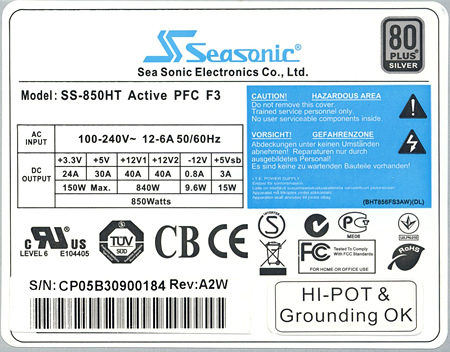 Seasonic®
Sea Sonic Electronics Co., Ltd.
80
PLUS®
SILVER
Model: SS-850HT Active PFC F3
AC INPUT 100-240V~ 12-6A 50/60Hz
DC OUTPUT +3.3V +5V +12V1 +12V2 -12V +5Vsb
24A 30A 40A 40A 0.8A 3A
150W Max. 840W 9.6W 15W
850Watts
CAUTION! HAZARDOUS AREA
Do not remove this cover.
Trained service personnel only.
No user serviceable components inside.
VORSICHT! GEFAHRENZONE
Abdeckung unter keinen Umständen
abnehmen! Reparaturen nur durch
ausgebildetes Personal!
Es sind keine zu wartenden Bauteile vorhanden!
(BHT856FS3AW)(DL)
c UL US ®
LEVEL 6 E104405
TÜV
SÜD
CB CE
ME06
FC
Tested To Comply
With FCC Standards
FOR HOME OR OFFICE USE
RoHS
S/N: CP05B30900184 Rev:A2W
HI-POT &
Grounding OK